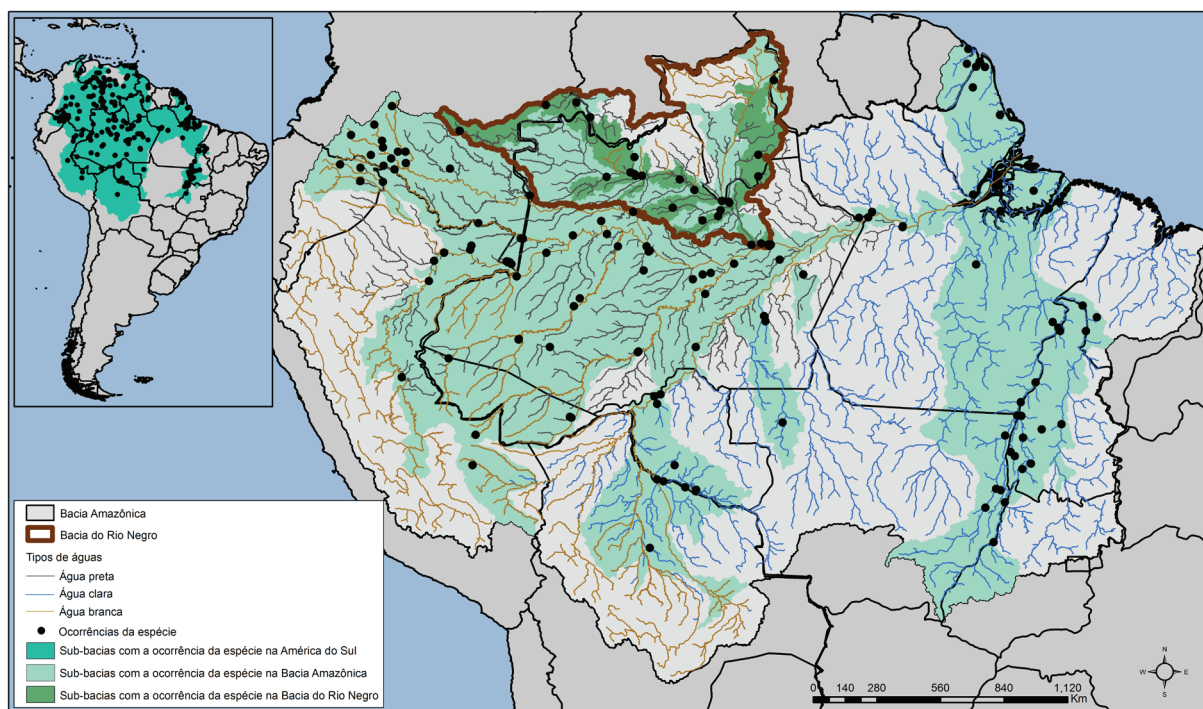 Bacia Amazônica
Bacia do Rio Negro
Tipos de águas
Água preta
Água clara
Água branca
Ocorrências da espécie
Sub-bacias com a ocorrência da espécie na América do Sul
Sub-bacias com a ocorrência da espécie na Bacia Amazônica
Sub-bacias com a ocorrência da espécie na Bacia do Rio Negro
N
W E
S
0 140 280 560 840 1,120
Km